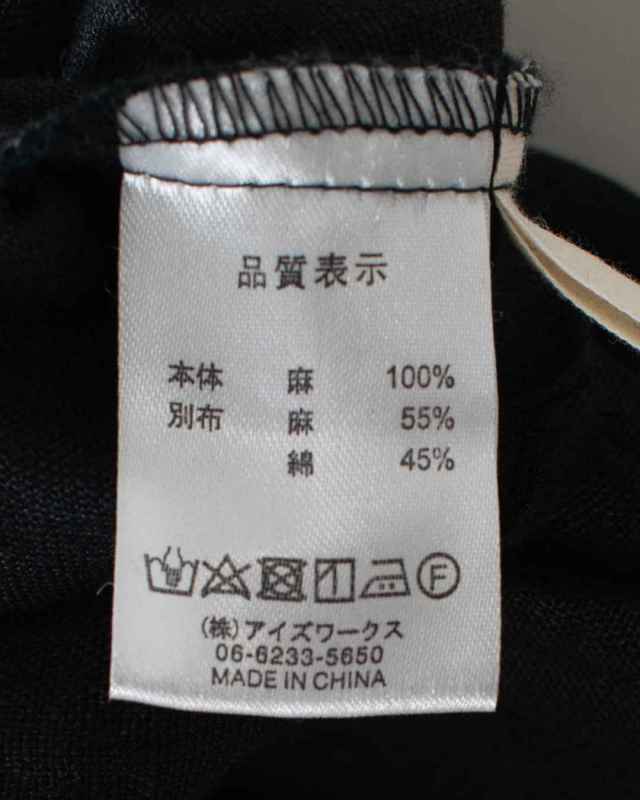 品質表示
本体 麻 100%
別布 麻 55%
綿 45%
F
(株)アイズワークス
06-6233-5650
MADE IN CHINA